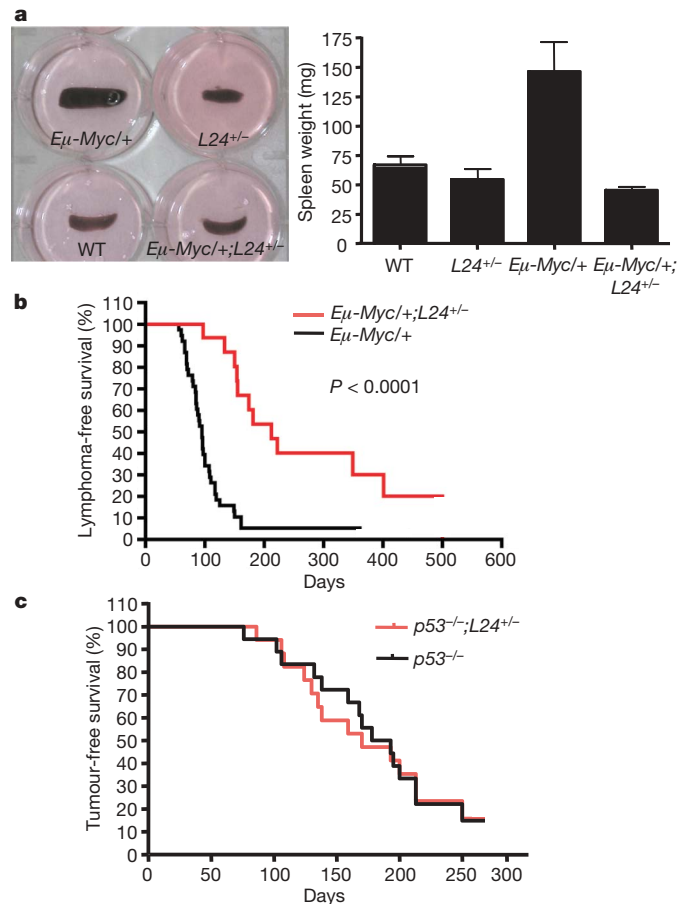 a
Eμ-Myc/+
L24+/–
WT
Eμ-Myc/+;L24+/–
Spleen weight (mg)
175
150
125
100
75
50
25
0
WT
L24+/–
Eμ-Myc/+
Eμ-Myc/+;
L24+/–
b
Lymphoma-free survival (%)
110
100
90
80
70
60
50
40
30
20
10
0
0 100 200 300 400 500 600
Days
Eμ-Myc/+;L24+/–
Eμ-Myc/+
P < 0.0001
c
Tumour-free survival (%)
110
100
90
80
70
60
50
40
30
20
10
0
0 50 100 150 200 250 300
Days
p53–/–;L24+/–
p53–/–